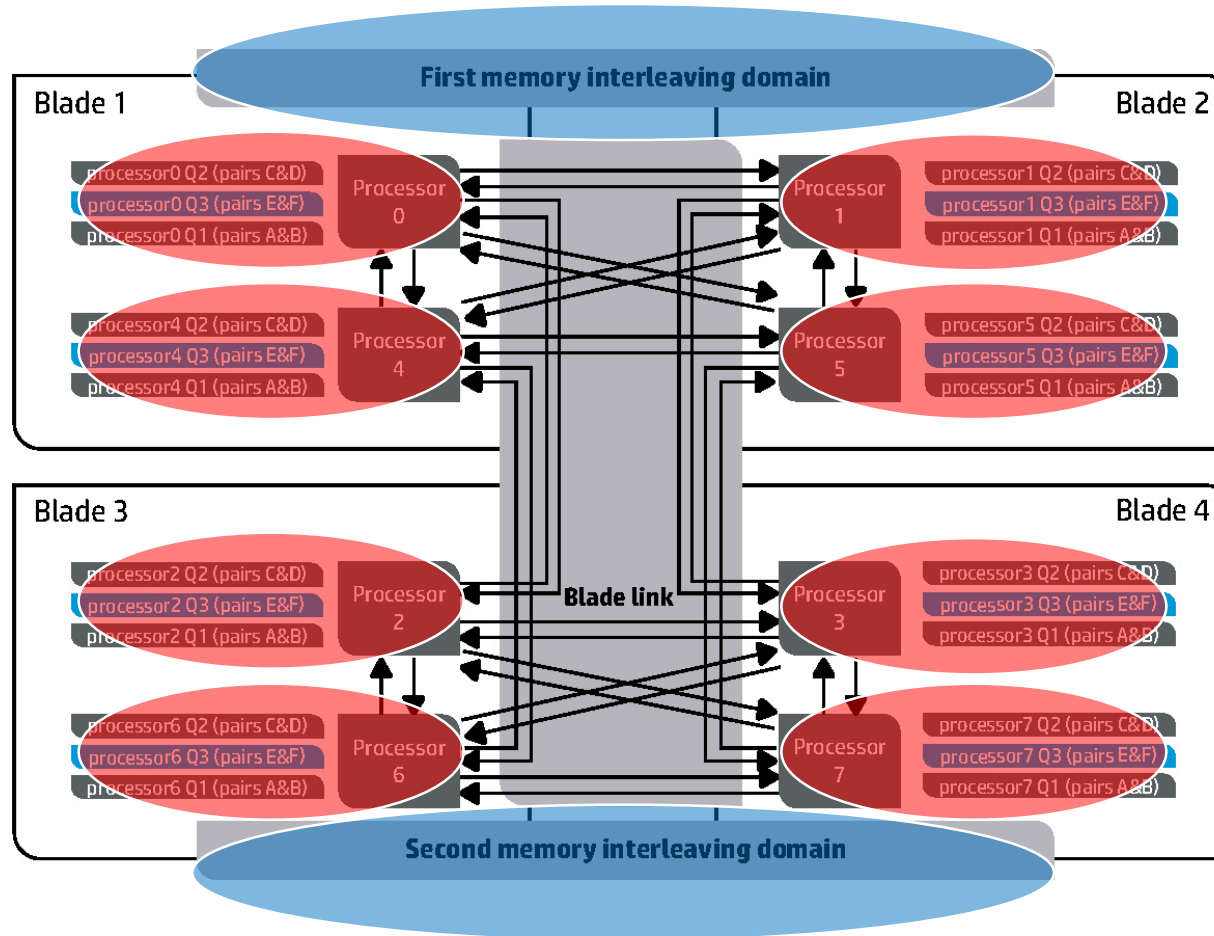 First memory interleaving domain
Blade 1
Blade 2
processor0 Q2 (pairs C&D)
processor0 Q3 (pairs E&F)
processor0 Q1 (pairs A&B)
Processor
0
Processor
1
processor1 Q2 (pairs C&D)
processor1 Q3 (pairs E&F)
processor1 Q1 (pairs A&B)
processor4 Q2 (pairs C&D)
processor4 Q3 (pairs E&F)
processor4 Q1 (pairs A&B)
Processor
4
Processor
5
processor5 Q2 (pairs C&D)
processor5 Q3 (pairs E&F)
processor5 Q1 (pairs A&B)
Blade 3
Blade 4
processor2 Q2 (pairs C&D)
processor2 Q3 (pairs E&F)
processor2 Q1 (pairs A&B)
Processor
2
Blade link
Processor
3
processor3 Q2 (pairs C&D)
processor3 Q3 (pairs E&F)
processor3 Q1 (pairs A&B)
processor6 Q2 (pairs C&D)
processor6 Q3 (pairs E&F)
processor6 Q1 (pairs A&B)
Processor
6
Processor
7
processor7 Q2 (pairs C&D)
processor7 Q3 (pairs E&F)
processor7 Q1 (pairs A&B)
Second memory interleaving domain